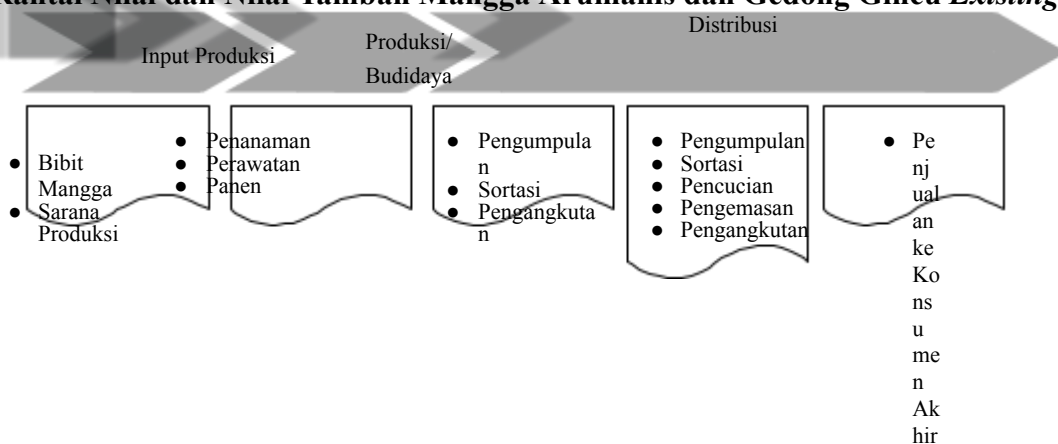 Rantai Nilai dan Nilai Tambah Mangga Arumanis dan Gedong Gincu Existing
Input Produksi
Produksi/
Budidaya
Distribusi
● Bibit
Mangga
● Sarana
Produksi
● Penanaman
● Perawatan
● Panen
● Pengumpula
n
● Sortasi
● Pengangkuta
n
● Pengumpulan
● Sortasi
● Pencucian
● Pengemasan
● Pengangkutan
● Pe
nj
ual
an
ke
Ko
ns
u
me
n
Ak
hir